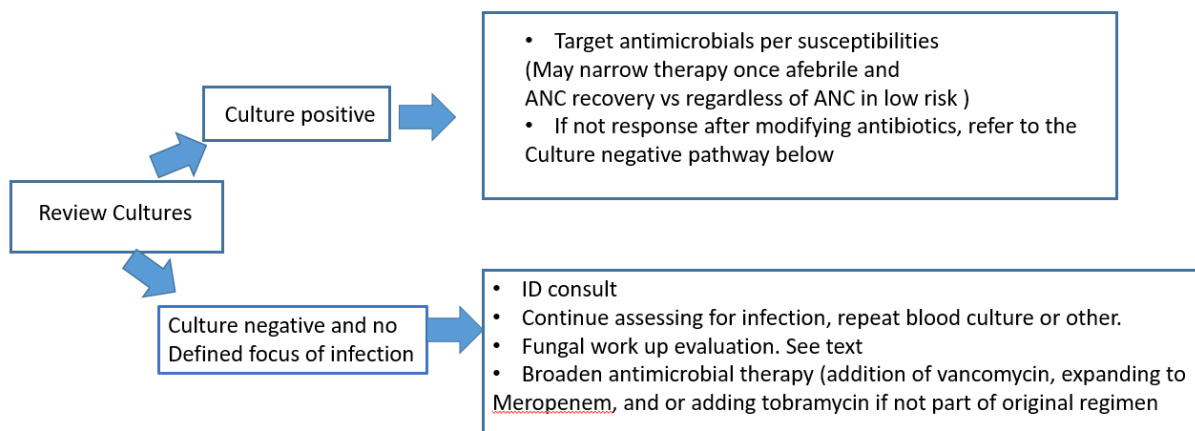 • Target antimicrobials per susceptibilities
(May narrow therapy once afebrile and
ANC recovery vs regardless of ANC in low risk )
• If not response after modifying antibiotics, refer to the
Culture negative pathway below
Culture positive
Review Cultures
Culture negative and no
Defined focus of infection
• ID consult
• Continue assessing for infection, repeat blood culture or other.
• Fungal work up evaluation. See text
• Broaden antimicrobial therapy (addition of vancomycin, expanding to
Meropenem, and or adding tobramycin if not part of original regimen